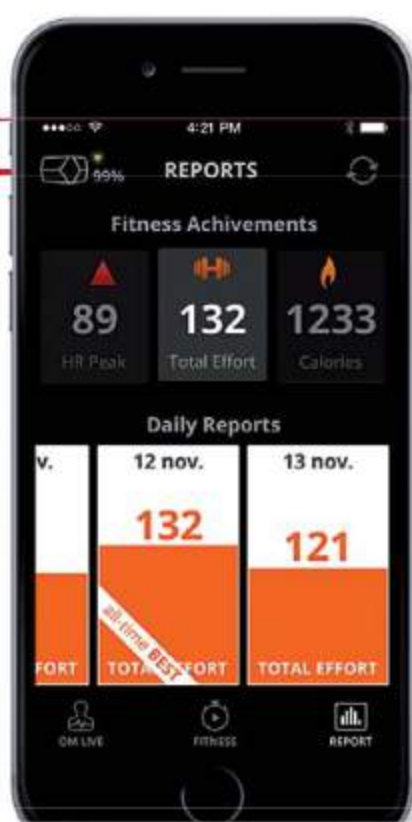 4:21 PM
99% REPORTS
Fitness Achivements
89 132 1233
HR Peak Total Effort Calories
Daily Reports
v. 12 nov. 13 nov.
132 121
all-time BEST
FORT TOTAL EFFORT TOTAL EFFORT
OM LIVE FITNESS REPORT